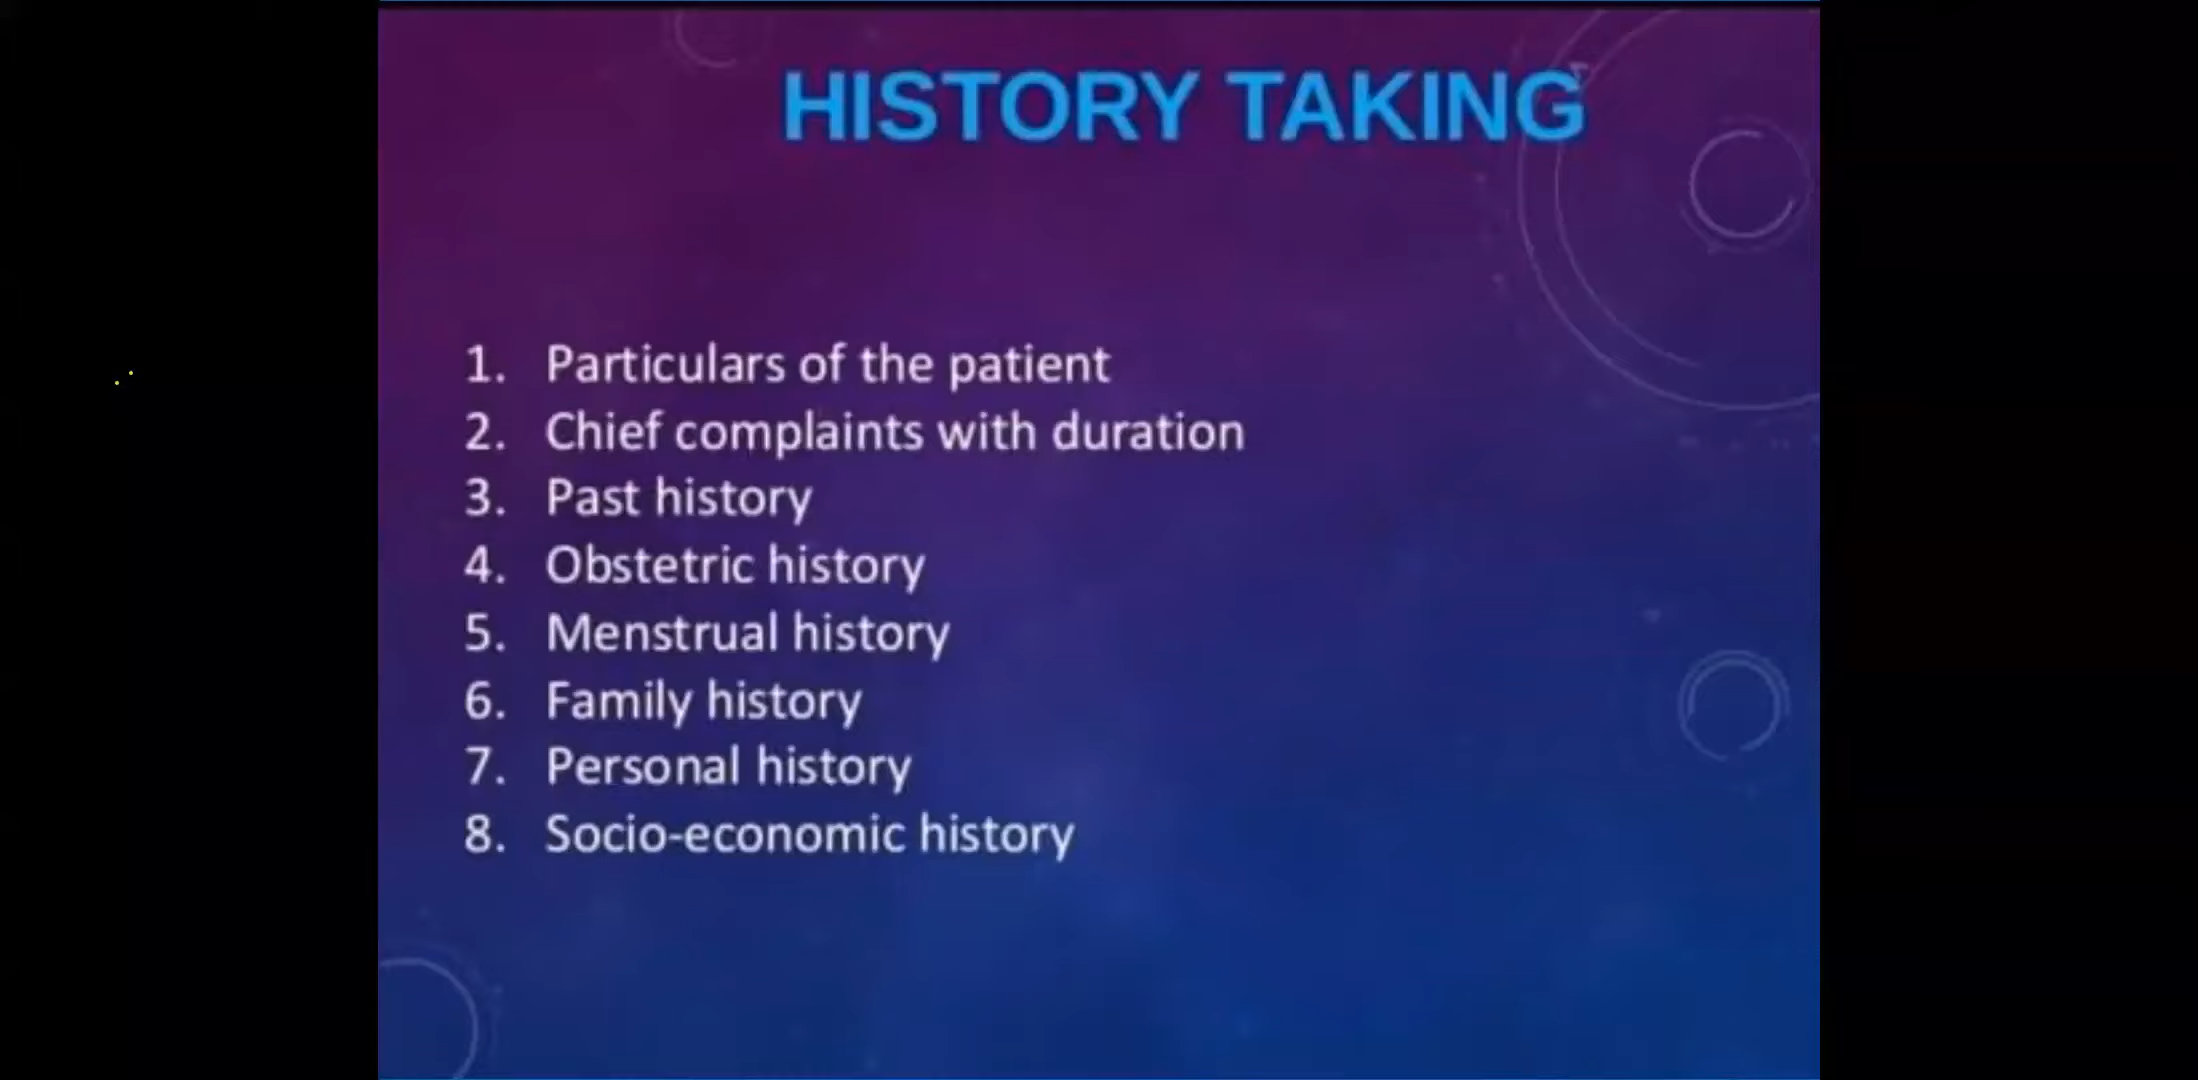 HISTORY TAKING
1. Particulars of the patient
2. Chief complaints with duration
3. Past history
4. Obstetric history
5. Menstrual history
6. Family history
7. Personal history
8. Socio-economic history